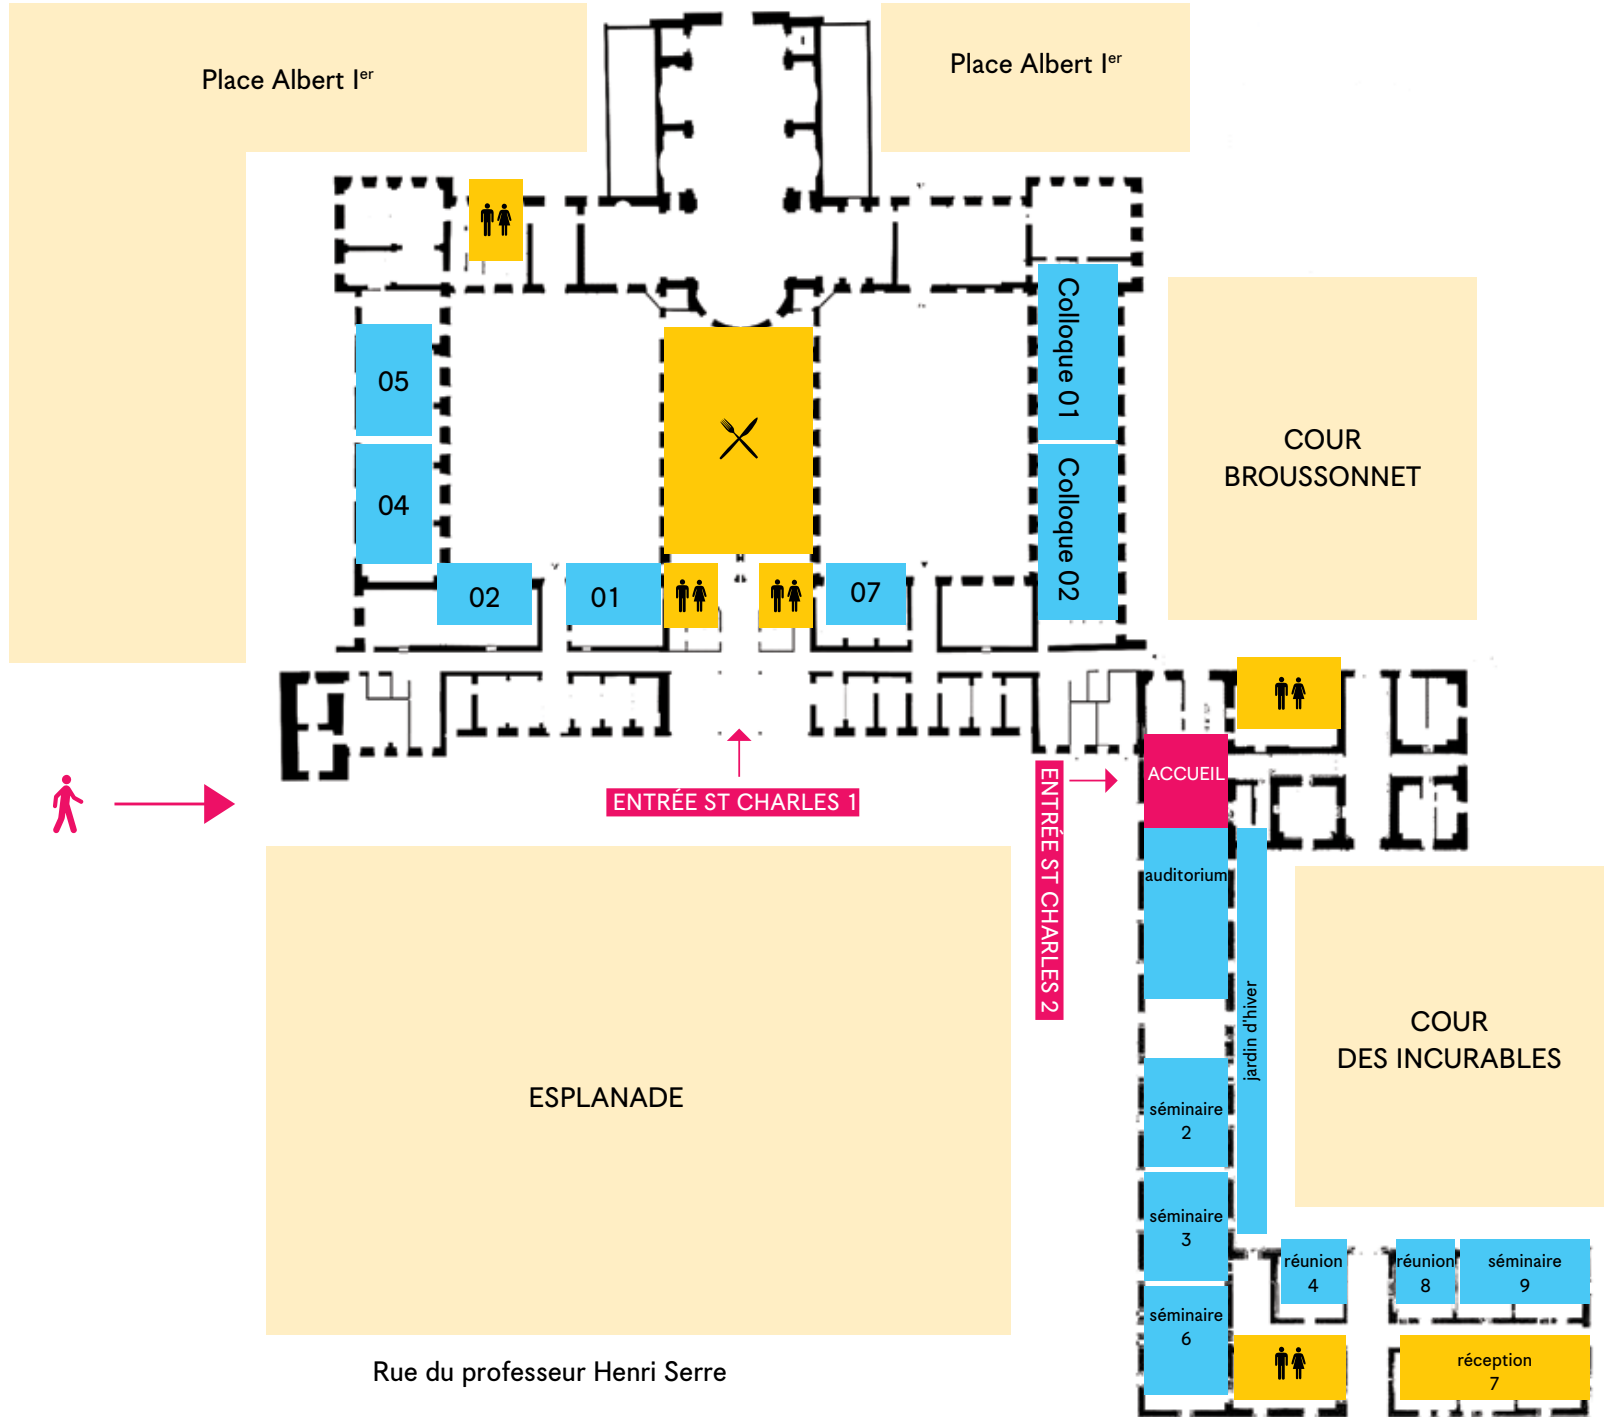 Place Albert Iᵉʳ
Place Albert Iᵉʳ
Colloque 01
05
COUR
BROUSSONNET
04
Colloque 02
02
01
07
ACCUEIL
ENTRÉE ST CHARLES 1
ENTRÉE ST CHARLES 2
auditorium
jardin d'hiver
COUR
DES INCURABLES
ESPLANADE
séminaire
2
séminaire
3
réunion
4
réunion
8
séminaire
9
séminaire
6
réception
7
Rue du professeur Henri Serre